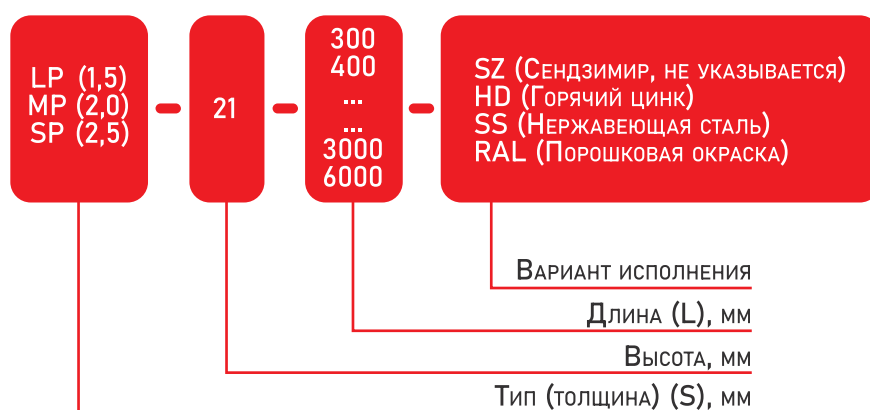 LP (1,5)
MP (2,0)
SP (2,5)
21
300
400
...
...
3000
6000
SZ (Сендзимир, не указывается)
HD (Горячий цинк)
SS (Нержавеющая сталь)
RAL (Порошковая окраска)
Вариант исполнения
Длина (L), мм
Высота, мм
Тип (толщина) (S), мм